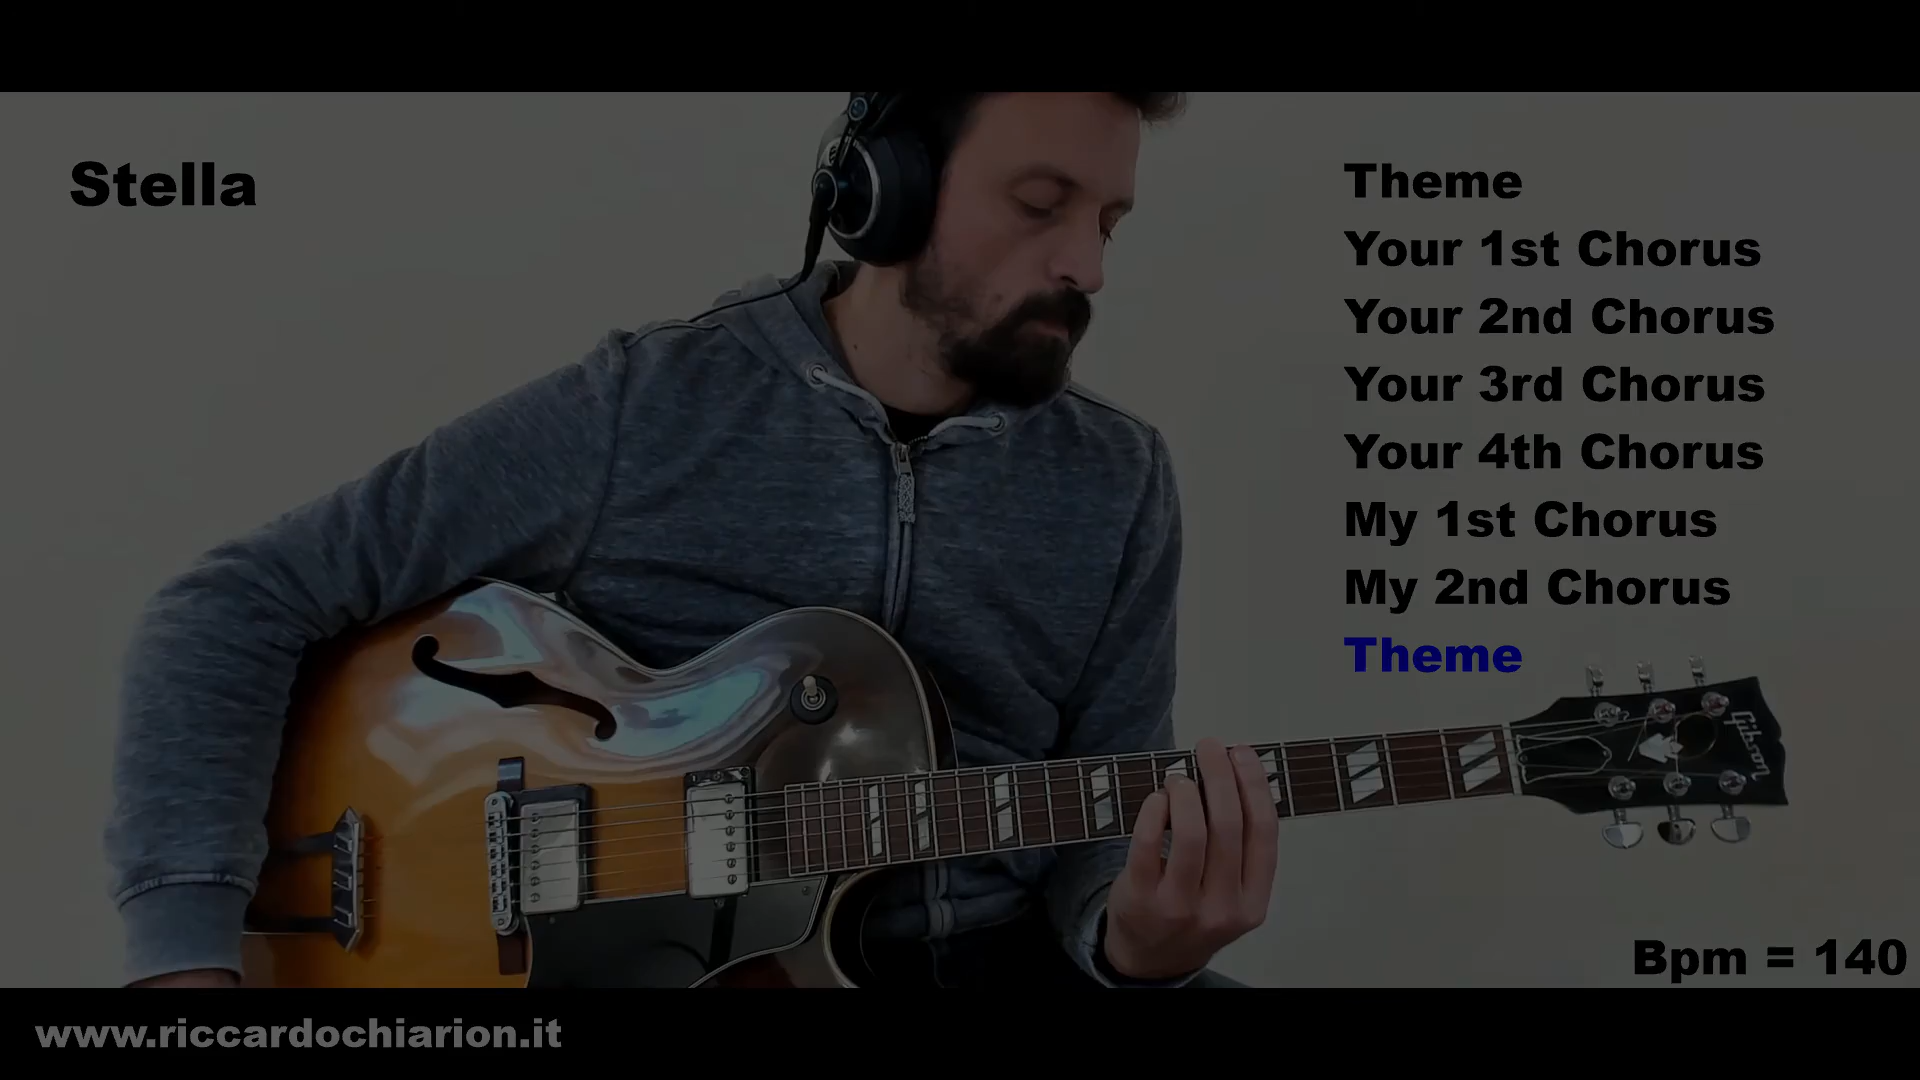 Stella
Theme
Your 1st Chorus
Your 2nd Chorus
Your 3rd Chorus
Your 4th Chorus
My 1st Chorus
My 2nd Chorus
Theme
Gibson
Bpm = 140
www.riccardochiarion.it